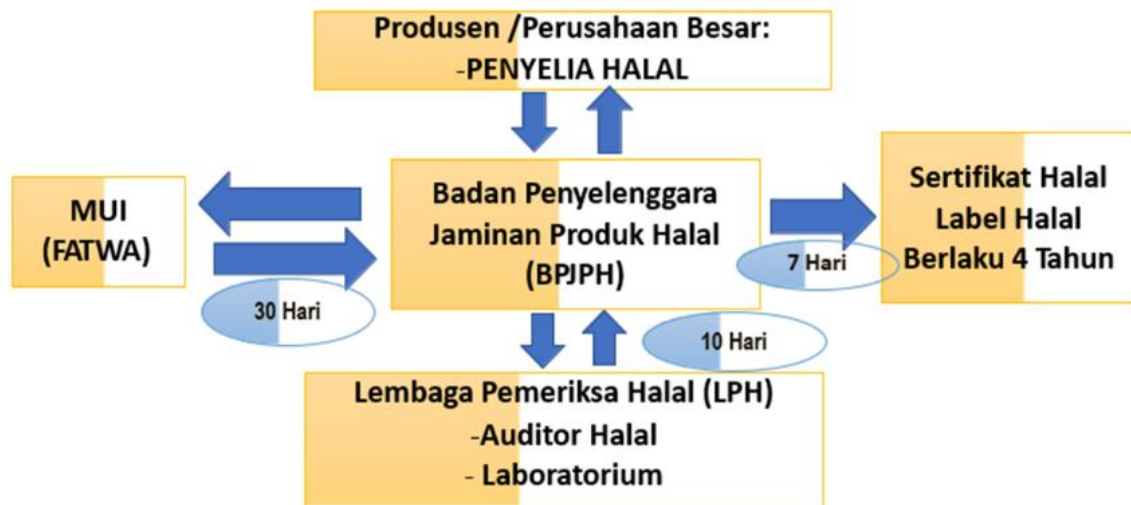 Produsen /Perusahaan Besar:
-PENYELIA HALAL
MUI
(FATWA)
30 Hari
Badan Penyelenggara
Jaminan Produk Halal
(BPJPH)
7 Hari
Sertifikat Halal
Label Halal
Berlaku 4 Tahun
10 Hari
Lembaga Pemeriksa Halal (LPH)
-Auditor Halal
- Laboratorium